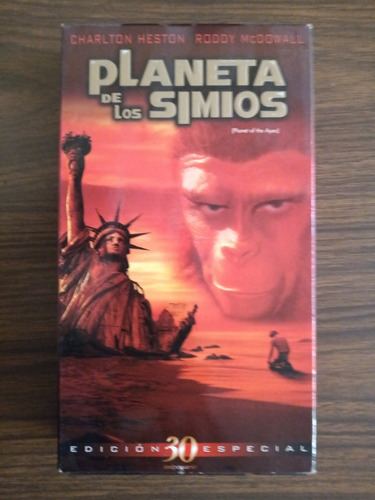 CHARLTON HESTON RODDY McDOWALL
PLANETA
DE LOS SIMIOS
(Planet of the Apes)
EDICIÓN 30 ESPECIAL